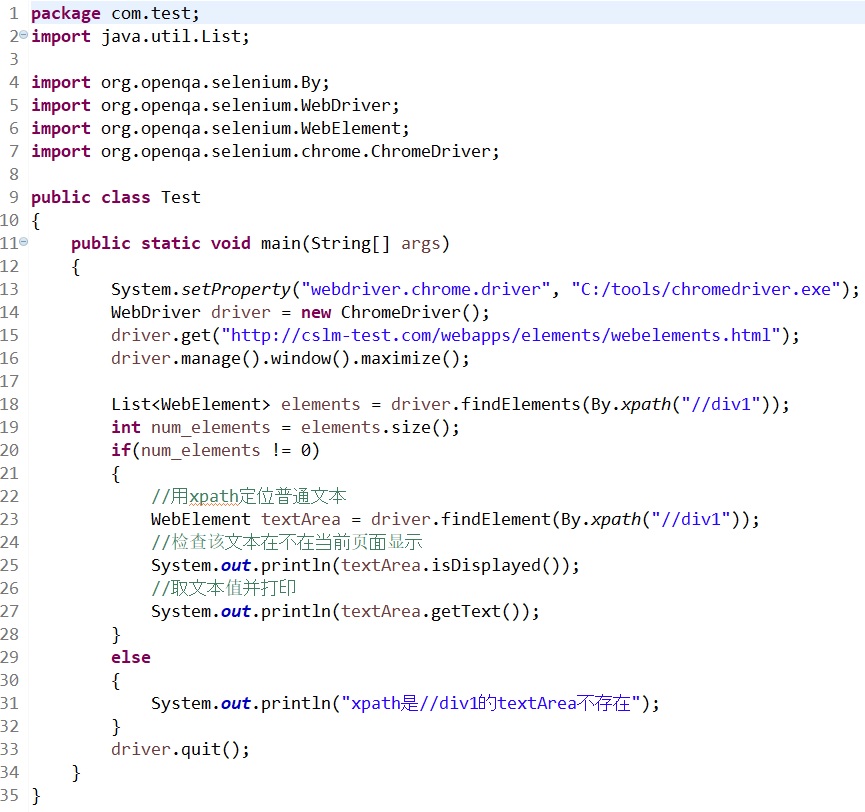 1 package com.test;
2 import java.util.List;
3
4 import org.openqa.selenium.By;
5 import org.openqa.selenium.WebDriver;
6 import org.openqa.selenium.WebElement;
7 import org.openqa.selenium.chrome.ChromeDriver;
8
9 public class Test
10 {
11     public static void main(String[] args)
12     {
13         System.setProperty("webdriver.chrome.driver", "C:/tools/chromedriver.exe");
14         WebDriver driver = new ChromeDriver();
15         driver.get("http://cslm-test.com/webapps/elements/webelements.html");
16         driver.manage().window().maximize();
17
18         List<WebElement> elements = driver.findElements(By.xpath("//div1"));
19         int num_elements = elements.size();
20         if(num_elements != 0)
21         {
22             //用xpath定位普通文本
23             WebElement textArea = driver.findElement(By.xpath("//div1"));
24             //检查该文本在不在当前页面显示
25             System.out.println(textArea.isDisplayed());
26             //取文本值并打印
27             System.out.println(textArea.getText());
28         }
29         else
30         {
31             System.out.println("xpath是//div1的textArea不存在");
32         }
33         driver.quit();
34     }
35 }